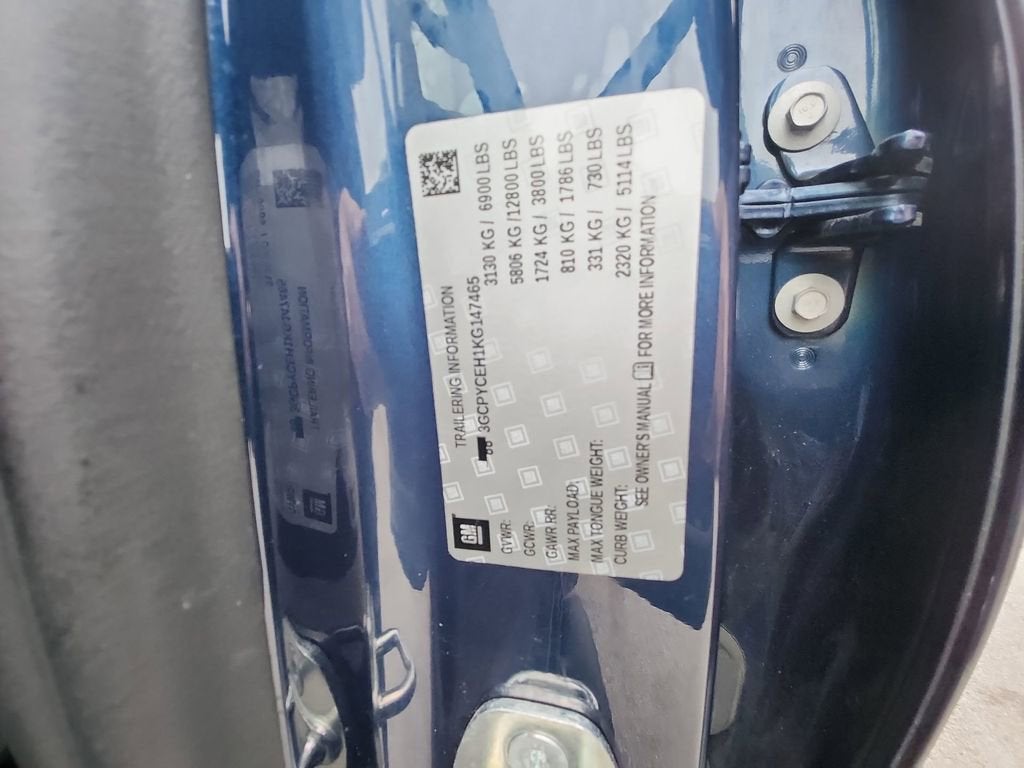 GM
TRAILERING INFORMATION
3GCPYCEH1KG147465
GVWR: 3130 KG / 6900 LBS
GCWR: 5806 KG /12800 LBS
GAWR RR: 1724 KG / 3800 LBS
MAX PAYLOAD: 810 KG / 1786 LBS
MAX TONGUE WEIGHT: 331 KG / 730 LBS
CURB WEIGHT: 2320 KG / 5114 LBS
SEE OWNER'S MANUAL FOR MORE INFORMATION